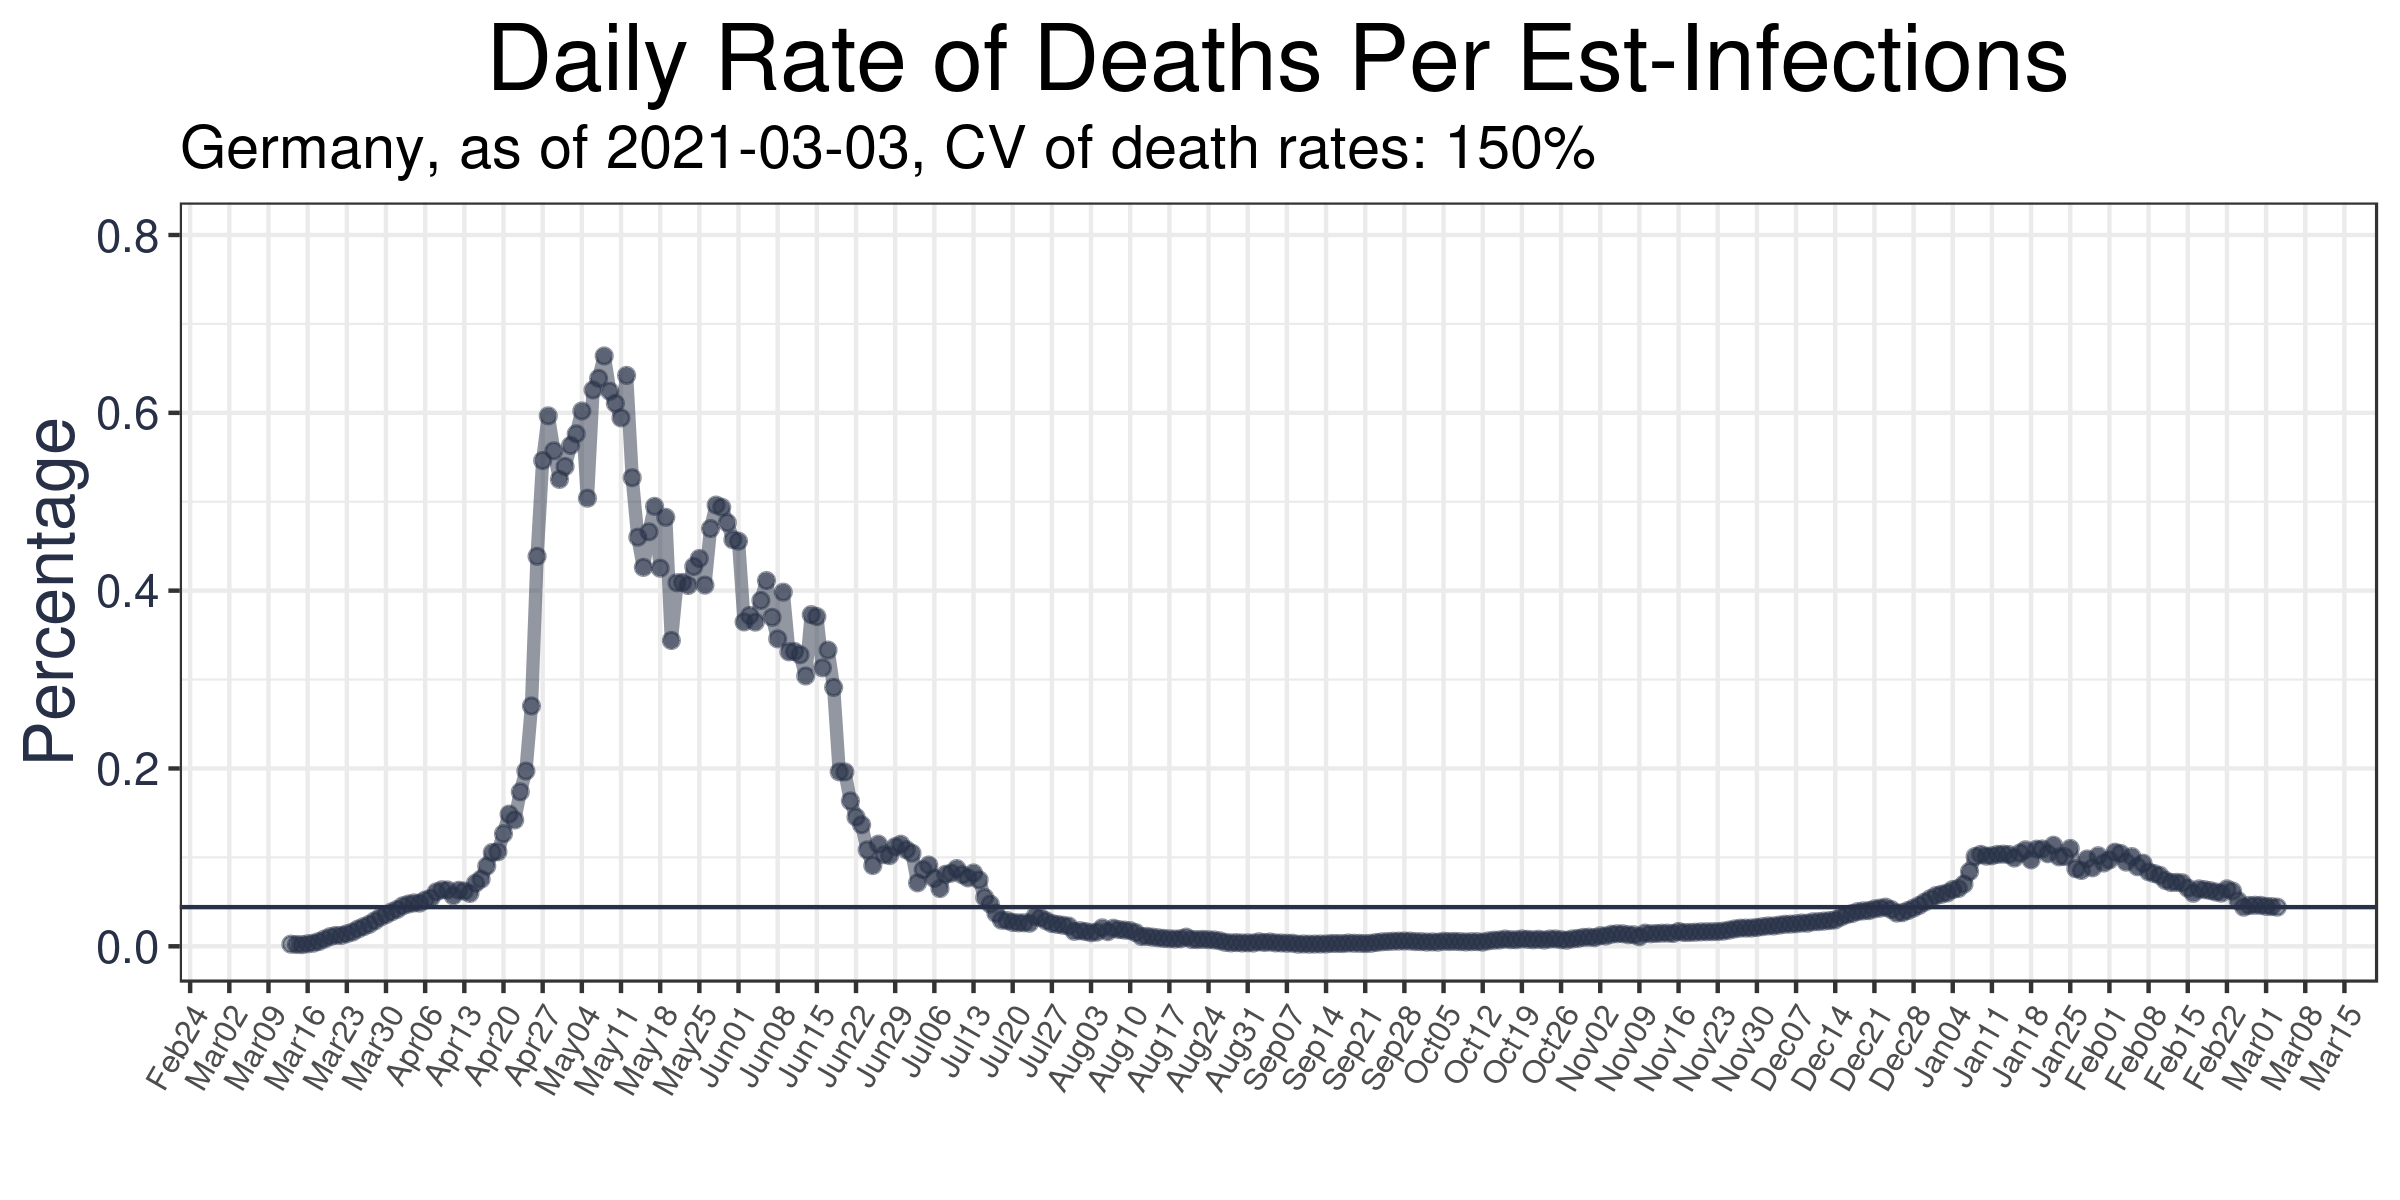 Daily Rate of Deaths Per Est-Infections
Germany, as of 2021-03-03, CV of death rates: 150%
Percentage
0.8
0.6
0.4
0.2
0.0
Feb24
Mar02
Mar09
Mar16
Mar23
Mar30
Apr06
Apr13
Apr20
Apr27
May04
May11
May18
May25
Jun01
Jun08
Jun15
Jun22
Jun29
Jul06
Jul13
Jul20
Jul27
Aug03
Aug10
Aug17
Aug24
Aug31
Sep07
Sep14
Sep21
Sep28
Oct05
Oct12
Oct19
Oct26
Nov02
Nov09
Nov16
Nov23
Nov30
Dec07
Dec14
Dec21
Dec28
Jan04
Jan11
Jan18
Jan25
Feb01
Feb08
Feb15
Feb22
Mar01
Mar08
Mar15